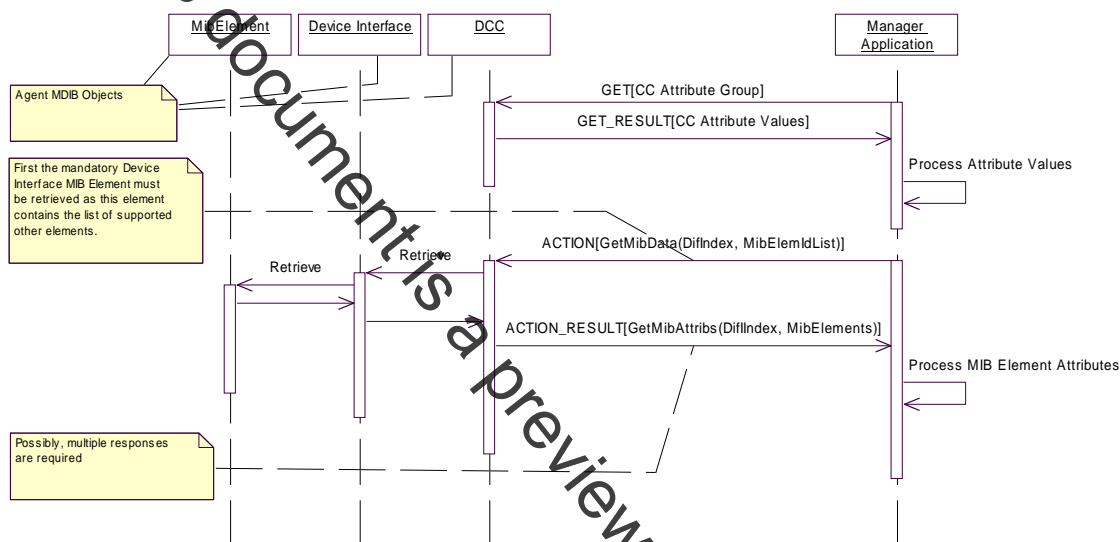 MibElement
Device Interface
DCC
Manager
Application
Agent MDIB Objects
GET[CC Attribute Group]
GET_RESULT[CC Attribute Values]
Process Attribute Values
First the mandatory Device
Interface MIB Element must
be retrieved as this element
contains the list of supported
other elements.
ACTION[GetMibData(DifIndex, MibElemIdList)]
Retrieve
Retrieve
ACTION_RESULT[GetMibAttribs(DifIIndex, MibElements)]
Process MIB Element Attributes
Possibly, multiple responses
are required
document is a preview